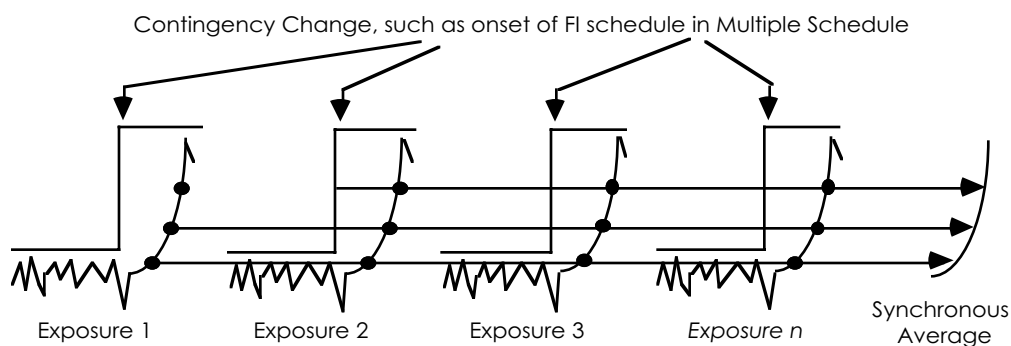 Contingency Change, such as onset of FI schedule in Multiple Schedule
Exposure 1
Exposure 2
Exposure 3
Exposure n
Synchronous
Average